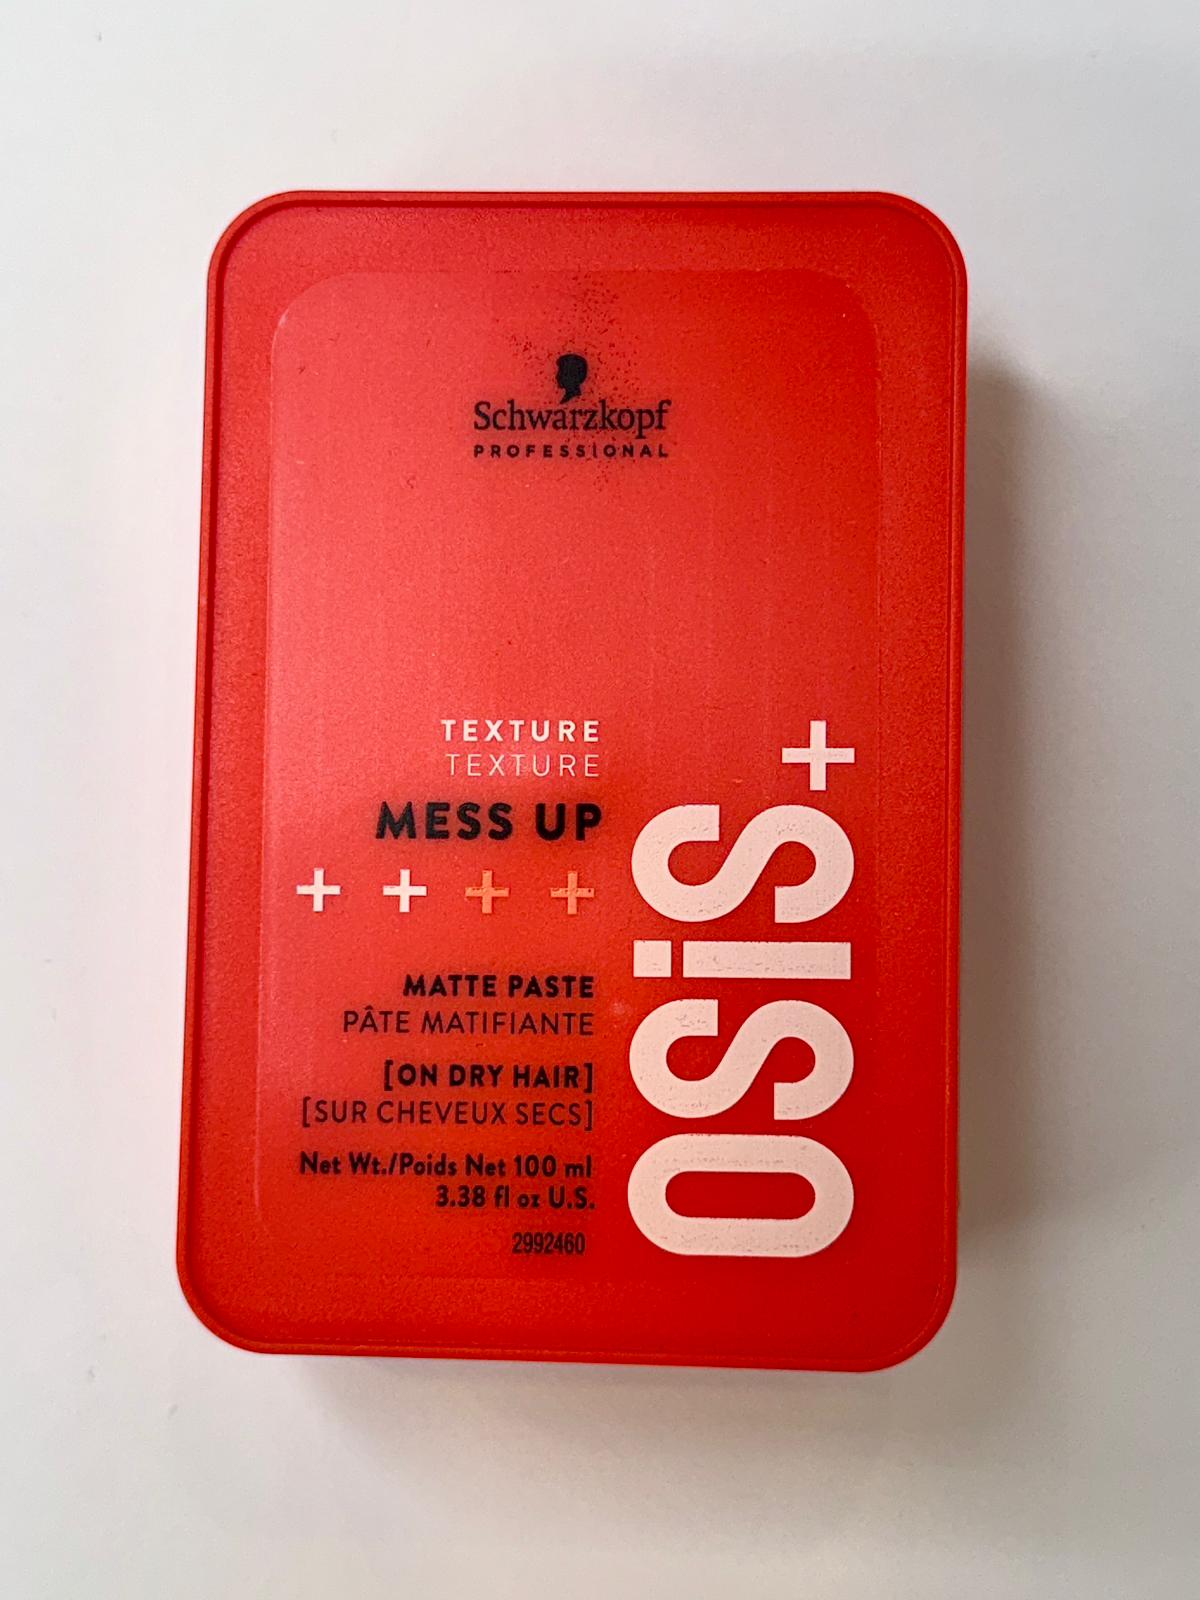 Schwarzkopf
PROFESSIONAL
TEXTURE
TEXTURE
MESS UP
+ + + +
MATTE PASTE
PÂTE MATIFIANTE
[ON DRY HAIR]
[SUR CHEVEUX SECS]
Net Wt./Poids Net 100 ml
3.38 fl oz U.S.
2992460
OSiS+